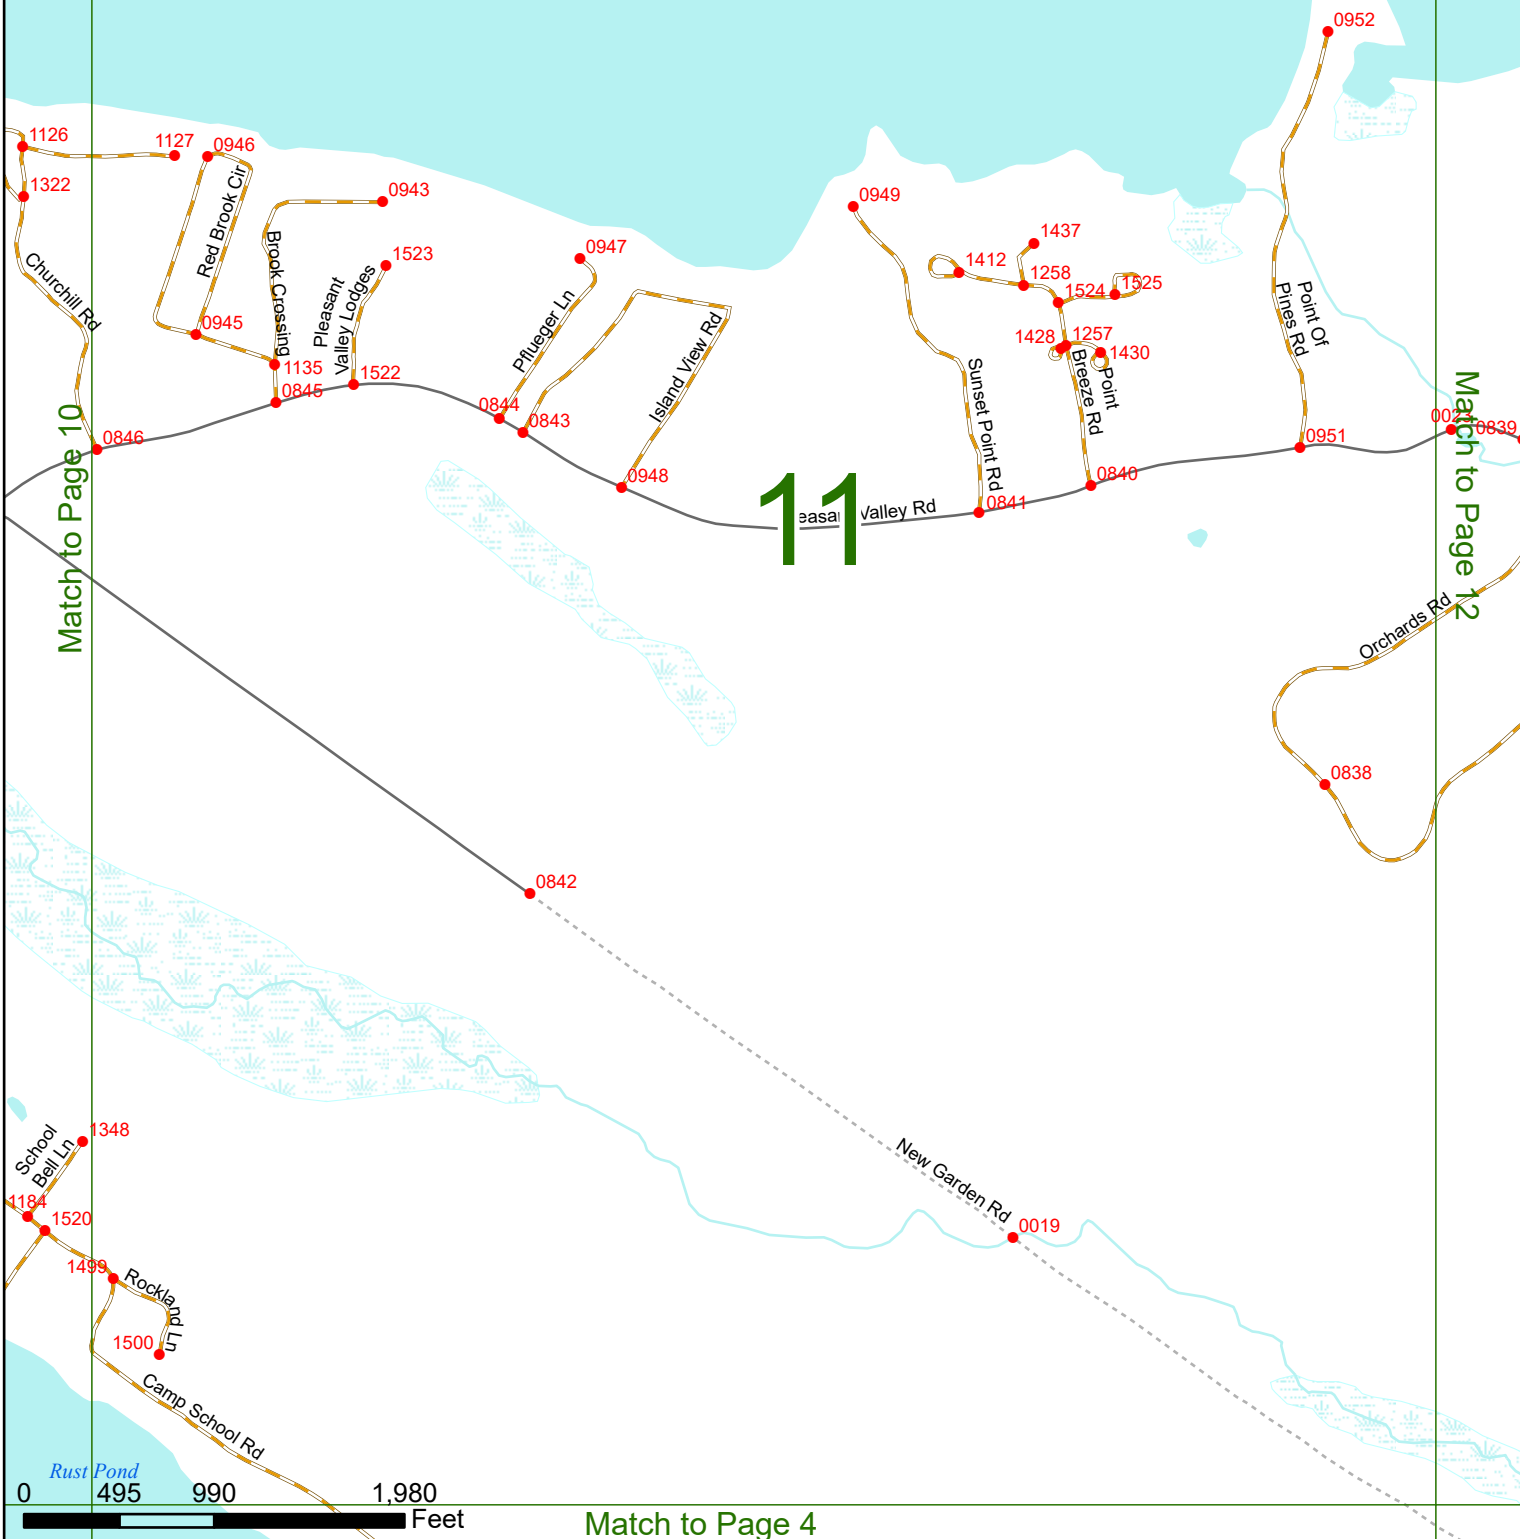 0952
1126
1127
0946
1322
0943
Red Brook Cir
0949
1437
1523
0947
1412
Brook Crossing
1258
1524
1525
Churchill Rd
Pleasant
Valley Lodges
Point Of
Pines Rd
Pflueger Ln
Island View Rd
0945
1428
1257
1430
1135
1522
Sunset Point Rd
Point
Breeze Rd
0845
0844
0843
0846
0951
0839
0948
0840
0841
11
Valley Rd
Match to Page 10
Match to Page 12
Orchards Rd
0838
0842
1348
School
Bell Ln
New Garden Rd
1184
1520
0019
1499
Rockland Ln
1500
Camp School Rd
Rust Pond
0 495 990 1,980
Feet
Match to Page 4